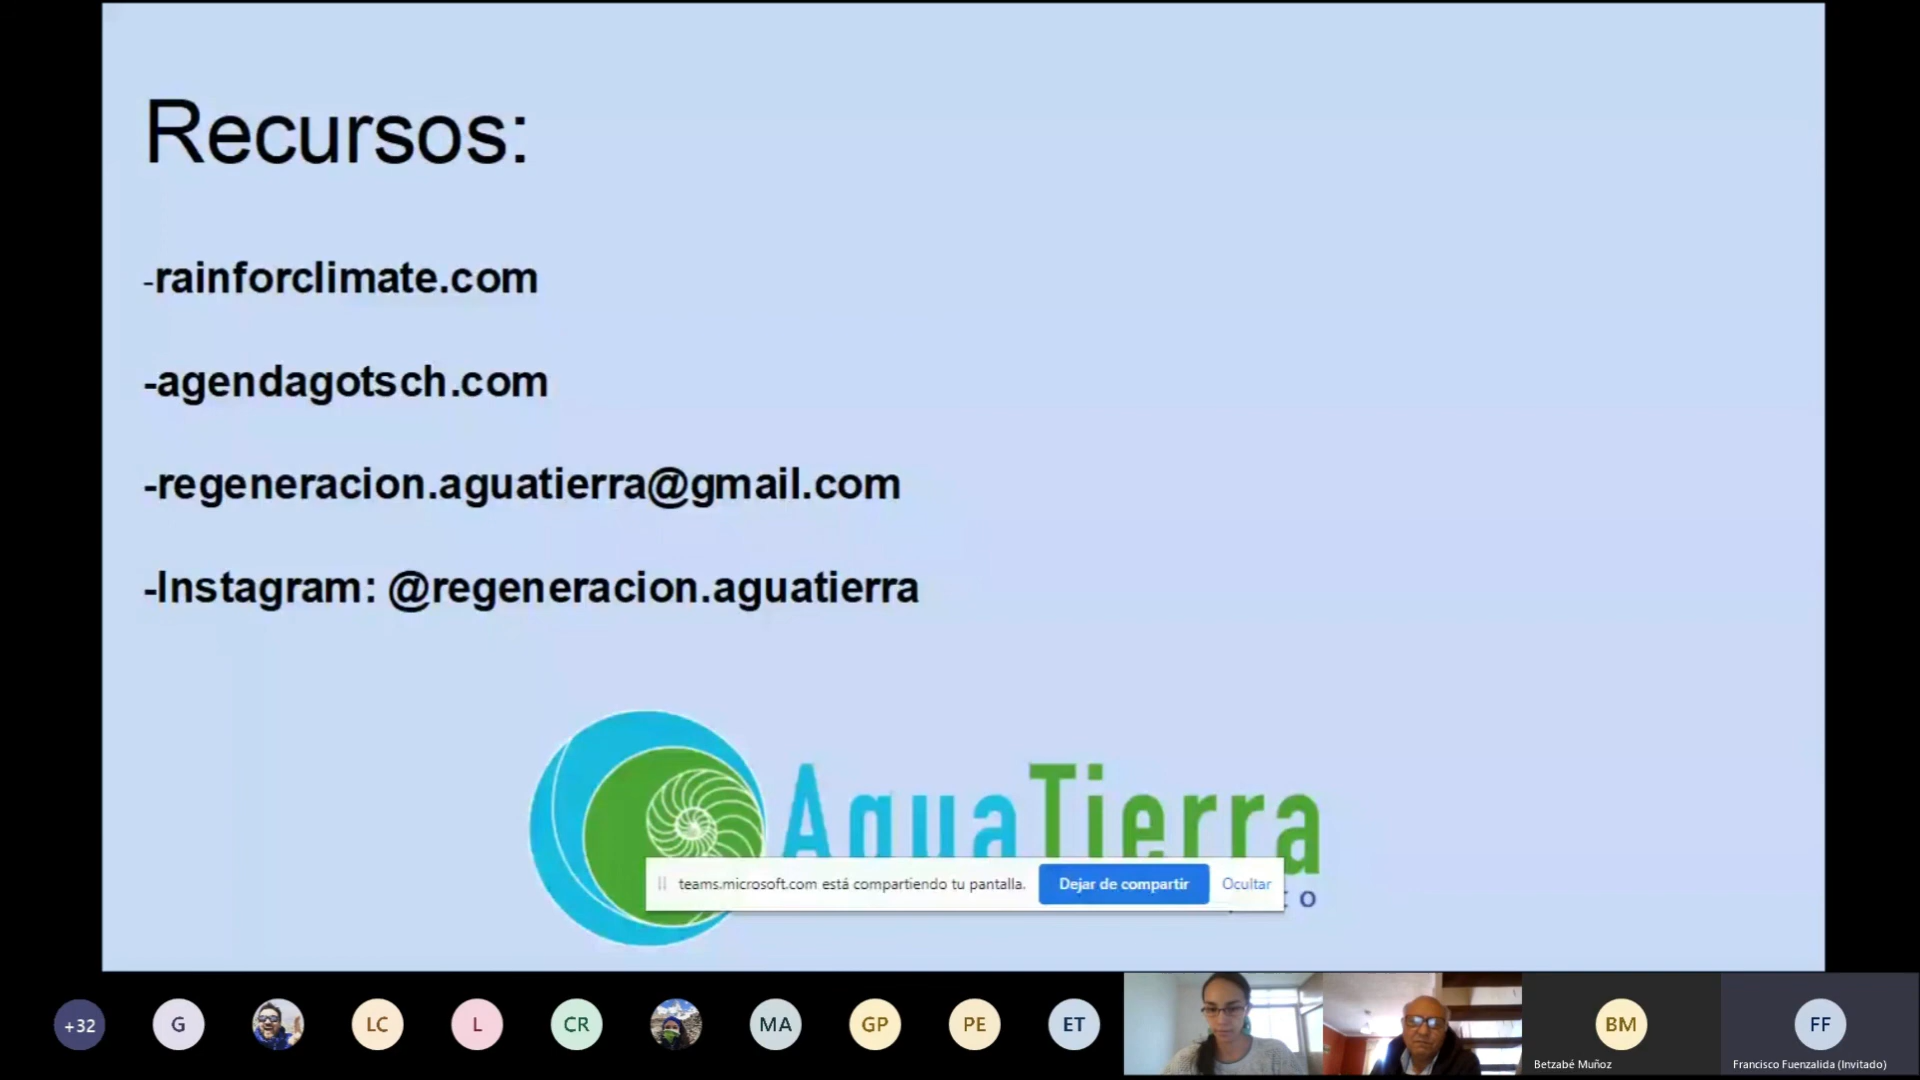 Recursos:
-rainforclimate.com
-agendagotsch.com
-regeneracion.aguatierra@gmail.com
-Instagram: @regeneracion.aguatierra
AguaTierra
teams.microsoft.com está compartiendo tu pantalla. Dejar de compartir Ocultar
+32 G LC L CR MA GP PE ET BM FF
Betzabé Muñoz Francisco Fuenzalida (Invitado)